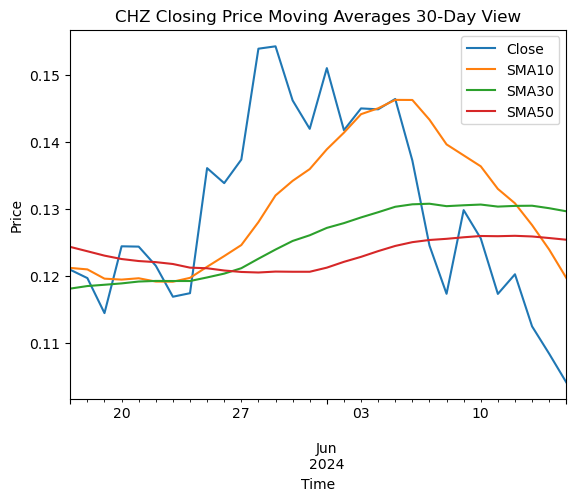 CHZ Closing Price Moving Averages 30-Day View
Close
SMA10
SMA30
SMA50
Price
0.15
0.14
0.13
0.12
0.11
20 27 03 10
Jun
2024
Time